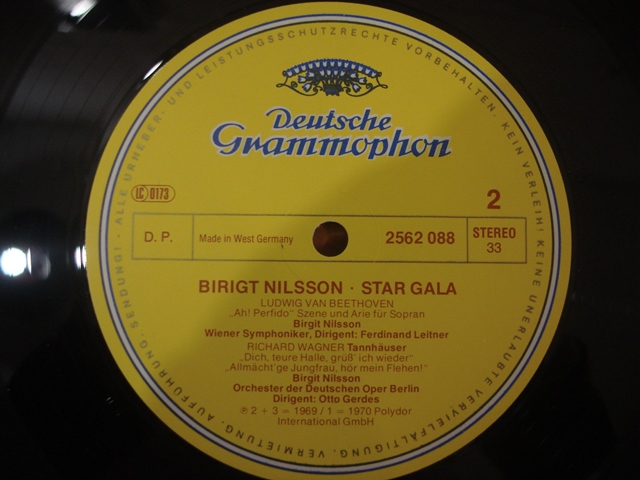 ALLE URHEBER- UND LEISTUNGSSCHUTZRECHTE VORBEHALTEN. KEIN VERLEIH! KEINE UNERLAUBTE VERVIELFÄLTIGUNG, VERMIETUNG, AUFFÜHRUNG, SENDUNG!
Deutsche
Grammophon
LC 0173
2
D. P.
Made in West Germany
2562 088
STEREO
33
BIRIGT NILSSON · STAR GALA
LUDWIG VAN BEETHOVEN
„Ah! Perfido" Szene und Arie für Sopran
Birgit Nilsson
Wiener Symphoniker, Dirigent: Ferdinand Leitner
RICHARD WAGNER Tannhäuser
„Dich, teure Halle, grüß' ich wieder"
„Allmächt'ge Jungfrau, hör mein Flehen!"
Birgit Nilsson
Orchester der Deutschen Oper Berlin
Dirigent: Otto Gerdes
℗ 2 + 3 = 1969 / 1 = 1970 Polydor
International GmbH